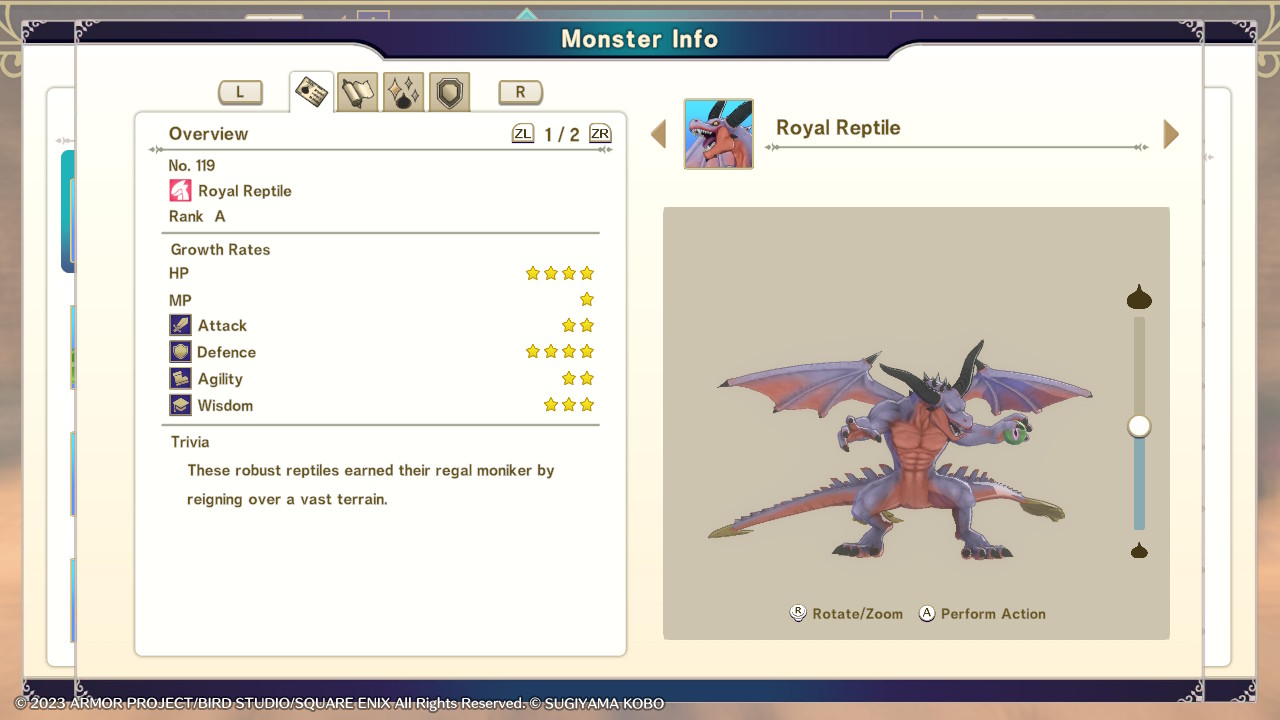 Monster Info
L
R
Overview
ZL 1 / 2 ZR
No. 119
Royal Reptile
Rank A
Growth Rates
HP
MP
Attack
Defence
Agility
Wisdom
Trivia
These robust reptiles earned their regal moniker by
reigning over a vast terrain.
Royal Reptile
R Rotate/Zoom A Perform Action
© 2023 ARMOR PROJECT/BIRD STUDIO/SQUARE ENIX All Rights Reserved. © SUGIYAMA KOBO